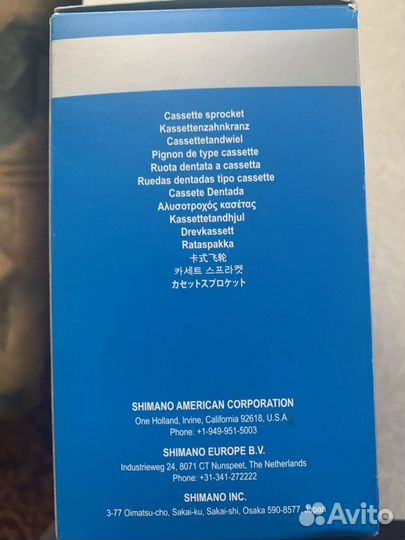 Cassette sprocket
Kassettenzahnkranz
Cassettetandwiel
Pignon de type cassette
Ruota dentata a cassetta
Ruedas dentadas tipo cassette
Cassete Dentada
Αλυσοτροχός κασέτας
Kassettetandhjul
Drevkassett
Rataspakka
卡式飞轮
카세트 스프라켓
カセットスプロケット
SHIMANO AMERICAN CORPORATION
One Holland, Irvine, California 92618, U.S.A.
Phone: +1-949-951-5003
SHIMANO EUROPE B.V.
Industrieweg 24, 8071 CT Nunspeet, The Netherlands
Phone: +31-341-272222
SHIMANO INC.
3-77 Oimatsu-cho, Sakai-ku, Sakai-shi, Osaka 590-8577, Japan
Avito